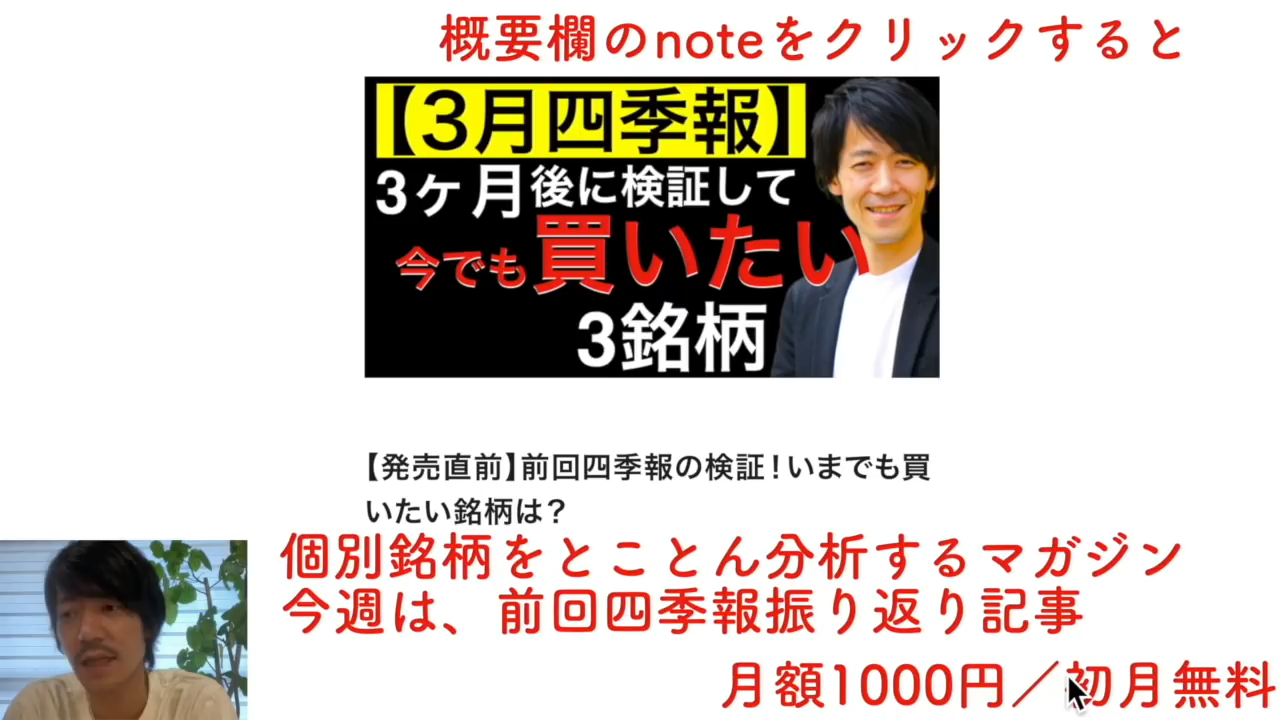 概要欄のnoteをクリックすると
【3月四季報】
3ヶ月後に検証して
今でも買いたい
3銘柄
【発売直前】前回四季報の検証！いまでも買
いたい銘柄は？
個別銘柄をとことん分析するマガジン
今週は、前回四季報振り返り記事
月額1000円／初月無料